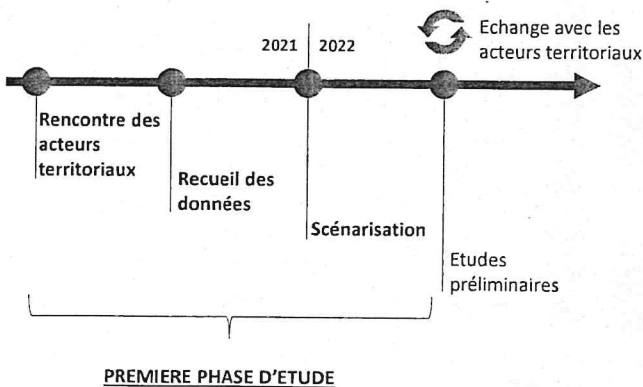 Echange avec les
acteurs territoriaux
2021 2022
Rencontre des
acteurs
territoriaux
Recueil des
données
Scénarisation
Etudes
préliminaires
PREMIERE PHASE D'ETUDE